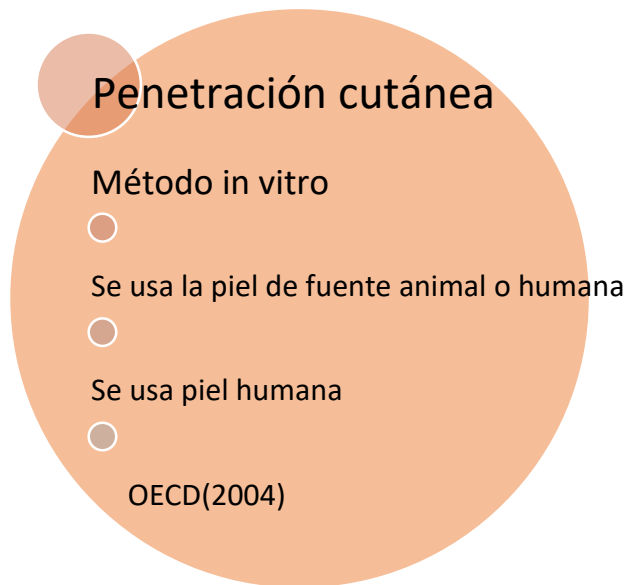 Penetración cutánea
Método in vitro
Se usa la piel de fuente animal o humana
Se usa piel humana
OECD(2004)